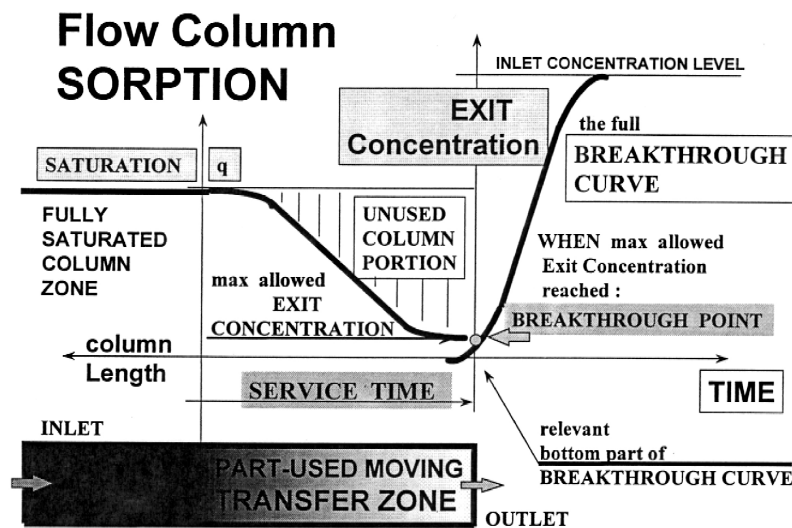 Flow Column
SORPTION
INLET CONCENTRATION LEVEL
EXIT
Concentration
the full
BREAKTHROUGH
CURVE
SATURATION
q
FULLY
SATURATED
COLUMN
ZONE
UNUSED
COLUMN
PORTION
max allowed
EXIT
CONCENTRATION
WHEN max allowed
Exit Concentration
reached :
BREAKTHROUGH POINT
column
Length
SERVICE TIME
TIME
INLET
PART-USED MOVING
TRANSFER ZONE
OUTLET
relevant
bottom part of
BREAKTHROUGH CURVE